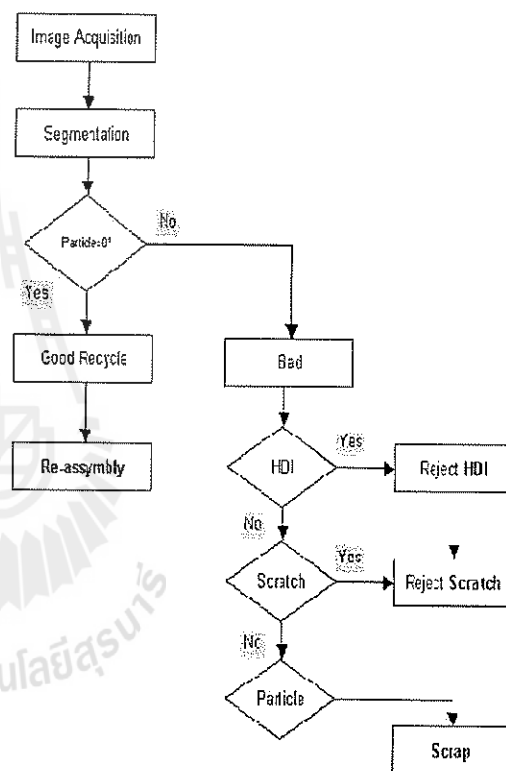 Image Acquisition
Segmentation
No
Particle=0*
Yes
Good Recycle
Bad
Re-assymbly
HDI
Yes
Reject HDI
No
Scratch
Yes
Reject Scratch
No
Particle
Scrap